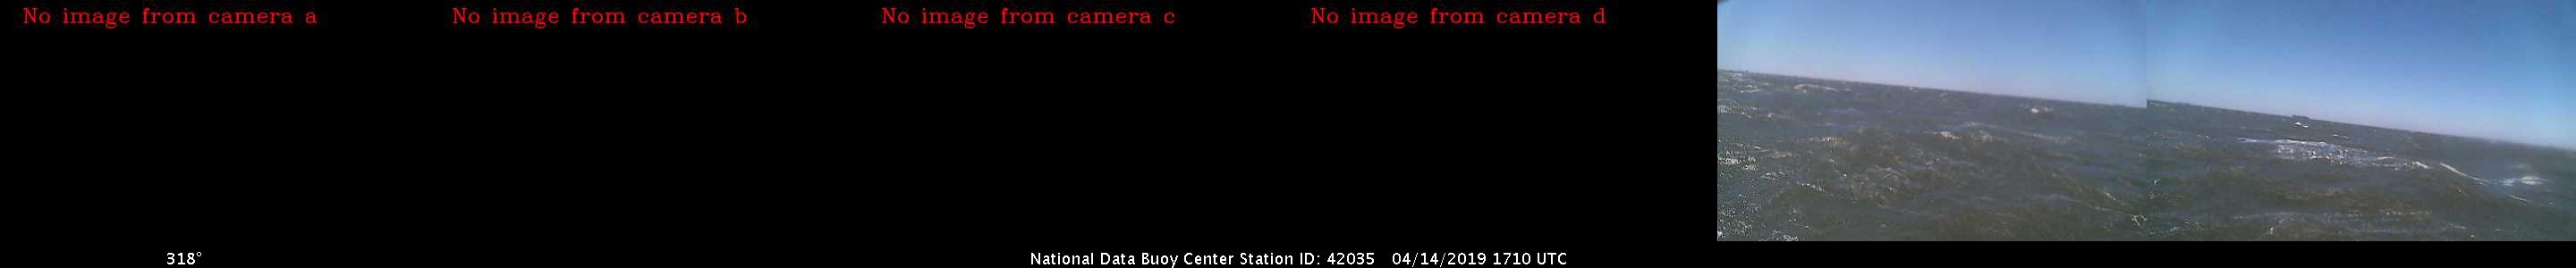 No image from camera a
No image from camera b
No image from camera c
No image from camera d
318°
National Data Buoy Center Station ID: 42035 04/14/2019 1710 UTC